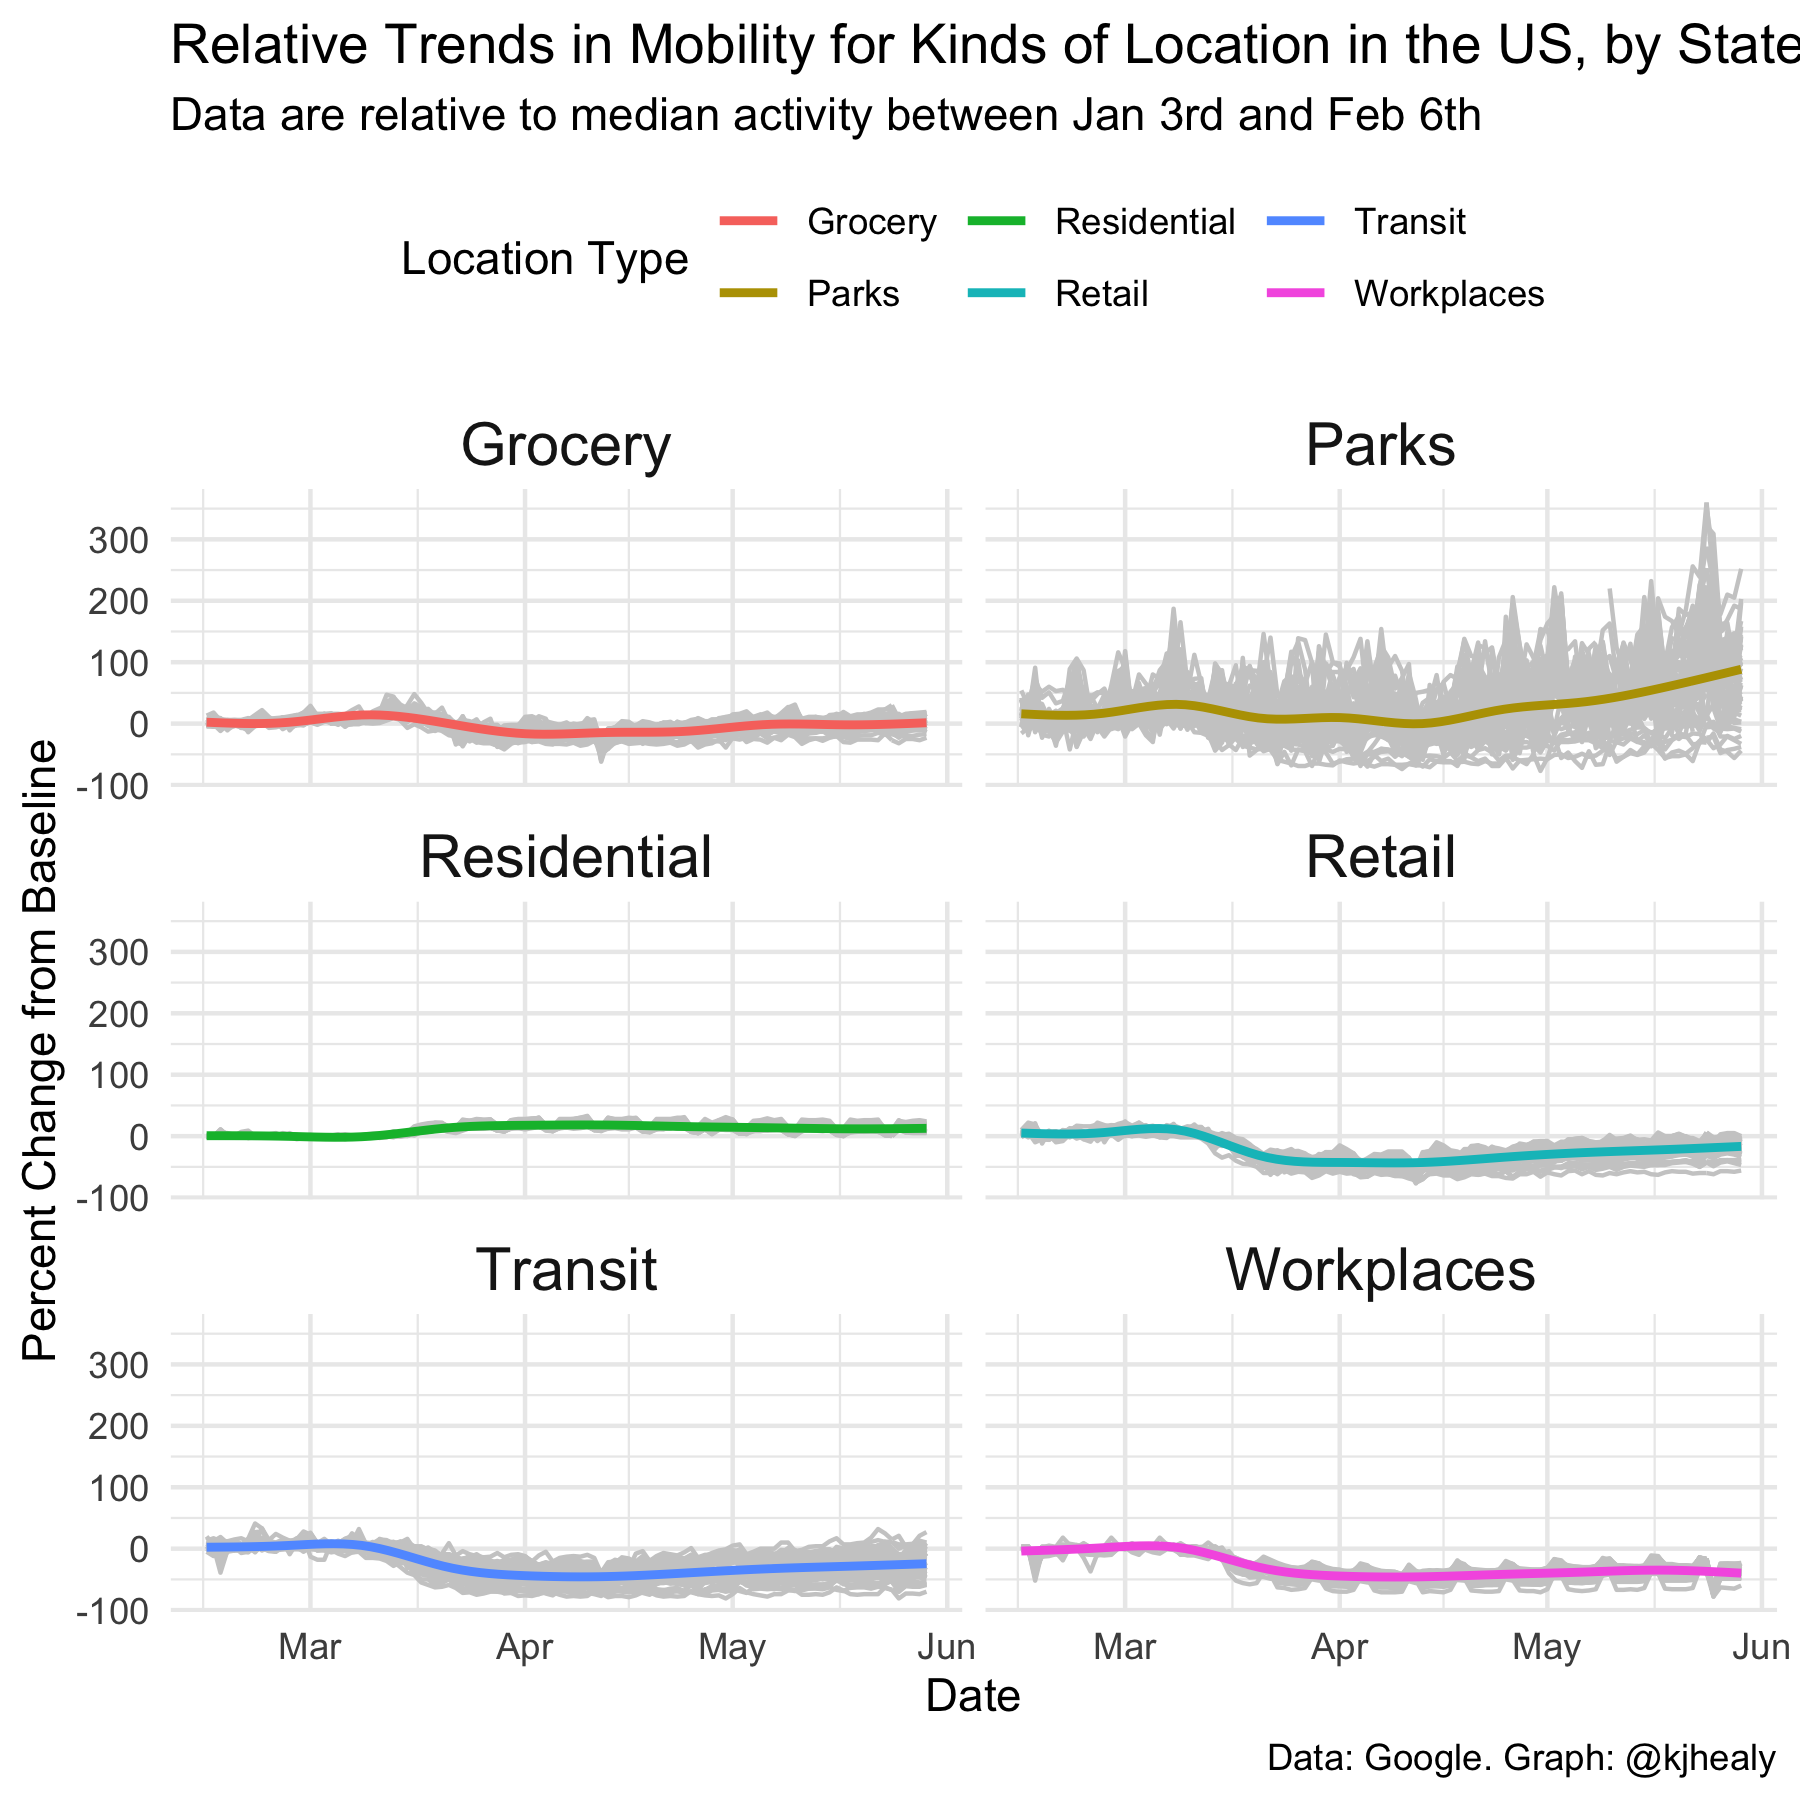 Relative Trends in Mobility for Kinds of Location in the US, by State
Data are relative to median activity between Jan 3rd and Feb 6th
Location Type
Grocery Residential Transit
Parks Retail Workplaces
Grocery Parks
300
200
100
0
-100
Residential Retail
300
200
100
0
-100
Percent Change from Baseline
Transit Workplaces
300
200
100
0
-100
Mar Apr May Jun Mar Apr May Jun
Date
Data: Google. Graph: @kjhealy